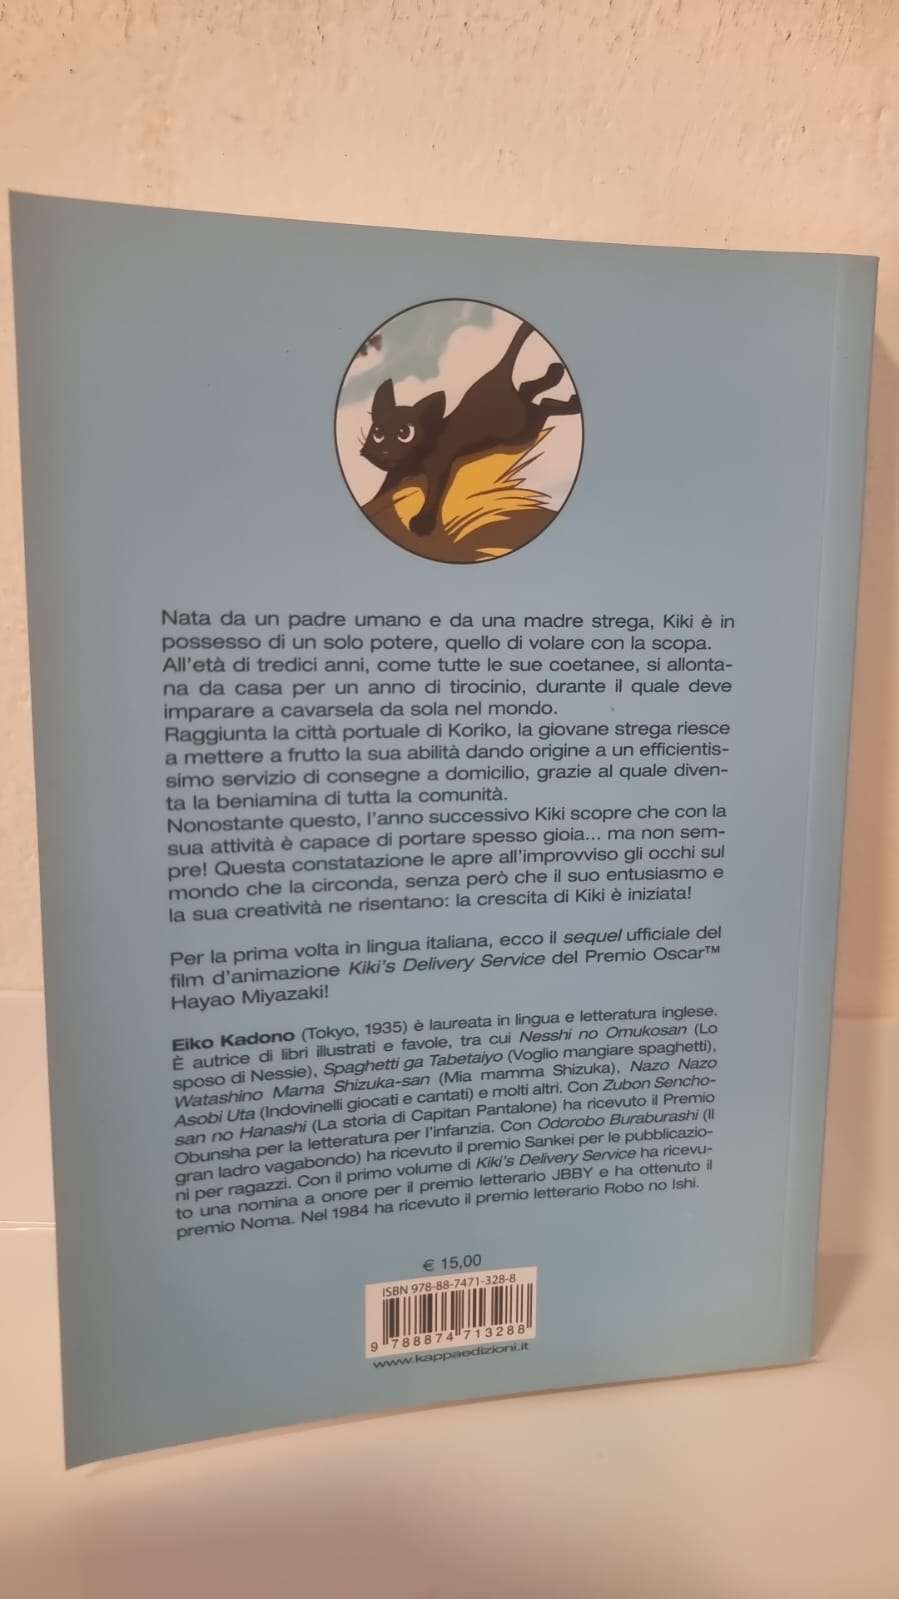 Nata da un padre umano e da una madre strega, Kiki è in
possesso di un solo potere, quello di volare con la scopa.
All'età di tredici anni, come tutte le sue coetanee, si allonta-
na da casa per un anno di tirocinio, durante il quale deve
imparare a cavarsela da sola nel mondo.
Raggiunta la città portuale di Koriko, la giovane strega riesce
a mettere a frutto la sua abilità dando origine a un efficientis-
simo servizio di consegne a domicilio, grazie al quale diven-
ta la beniamina di tutta la comunità.
Nonostante questo, l'anno successivo Kiki scopre che con la
sua attività è capace di portare spesso gioia... ma non sem-
pre! Questa constatazione le apre all'improvviso gli occhi sul
mondo che la circonda, senza però che il suo entusiasmo e
la sua creatività ne risentano: la crescita di Kiki è iniziata!
Per la prima volta in lingua italiana, ecco il sequel ufficiale del
film d'animazione Kiki's Delivery Service del Premio Oscar™
Hayao Miyazaki!
Eiko Kadono (Tokyo, 1935) è laureata in lingua e letteratura inglese.
È autrice di libri illustrati e favole, tra cui Nesshi no Omukosan (Lo
sposo di Nessie), Spaghetti ga Tabetaiyo (Voglio mangiare spaghetti),
Watashino Mama Shizuka-san (Mia mamma Shizuka), Nazo Nazo
Asobi Uta (Indovinelli giocati e cantati) e molti altri. Con Zubon Sencho-
san no Hanashi (La storia di Capitan Pantalone) ha ricevuto il Premio
Obunsha per la letteratura per l'infanzia. Con Odorobo Buraburashi (Il
gran ladro vagabondo) ha ricevuto il premio Sankei per le pubblicazio-
ni per ragazzi. Con il primo volume di Kiki's Delivery Service ha ricevu-
to una nomina a onore per il premio letterario JBBY e ha ottenuto il
premio Noma. Nel 1984 ha ricevuto il premio letterario Robo no Ishi.
€ 15,00
ISBN 978-88-7471-328-8
9 788874 713288
www.kappaedizioni.it